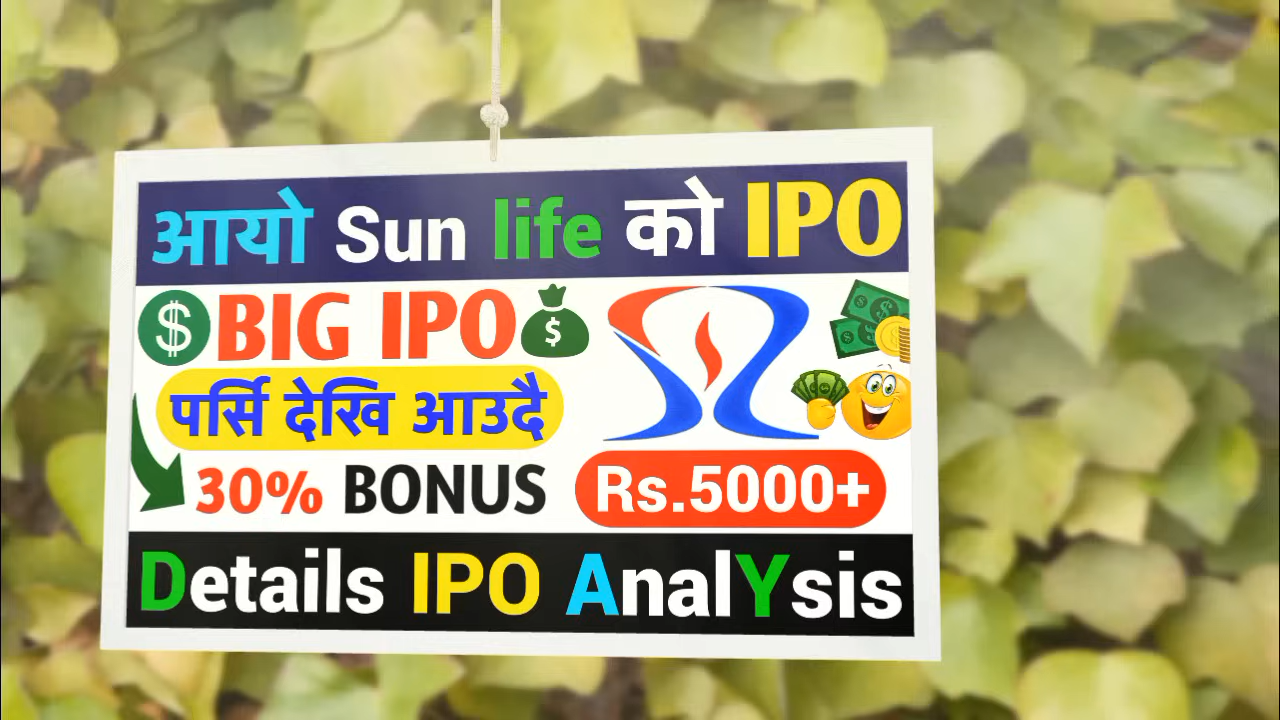 आयो Sun life को IPO
BIG IPO
पर्सि देखि आउदै
30% BONUS
Rs.5000+
Details IPO AnalYsis